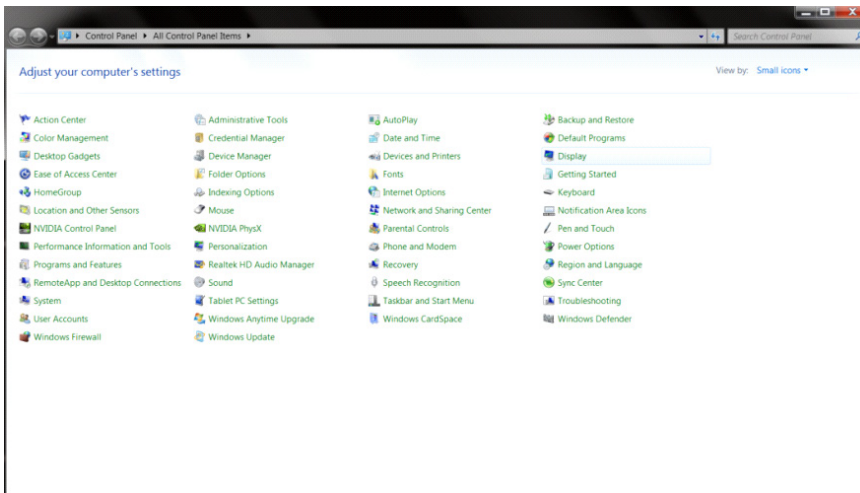 Control Panel All Control Panel Items Search Control Panel
Adjust your computer's settings View by: Small icons
Action Center Administrative Tools AutoPlay Backup and Restore
Color Management Credential Manager Date and Time Default Programs
Desktop Gadgets Device Manager Devices and Printers Display
Ease of Access Center Folder Options Fonts Getting Started
HomeGroup Indexing Options Internet Options Keyboard
Location and Other Sensors Mouse Network and Sharing Center Notification Area Icons
NVIDIA Control Panel NVIDIA PhysX Parental Controls Pen and Touch
Performance Information and Tools Personalization Phone and Modem Power Options
Programs and Features Realtek HD Audio Manager Recovery Region and Language
RemoteApp and Desktop Connections Sound Speech Recognition Sync Center
System Tablet PC Settings Taskbar and Start Menu Troubleshooting
User Accounts Windows Anytime Upgrade Windows CardSpace Windows Defender
Windows Firewall Windows Update